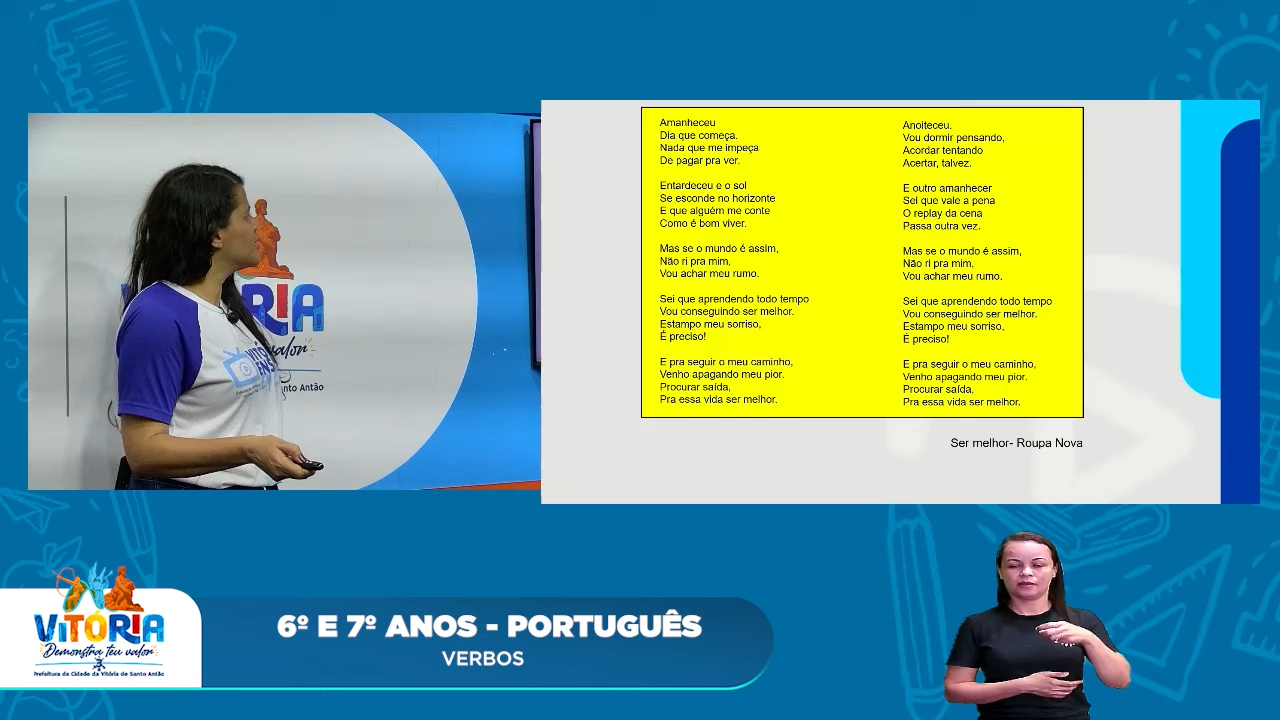 Amanheceu
Dia que começa.
Nada que me impeça
De pagar pra ver.
Entardeceu e o sol
Se esconde no horizonte
E que alguém me conte
Como é bom viver.
Mas se o mundo é assim,
Não ri pra mim,
Vou achar meu rumo.
Sei que aprendendo todo tempo
Vou conseguindo ser melhor.
Estampo meu sorriso,
É preciso!
E pra seguir o meu caminho,
Venho apagando meu pior.
Procurar saída,
Pra essa vida ser melhor.
Anoiteceu.
Vou dormir pensando,
Acordar tentando
Acertar, talvez.
E outro amanhecer
Sei que vale a pena
O replay da cena
Passa outra vez.
Mas se o mundo é assim,
Não ri pra mim,
Vou achar meu rumo.
Sei que aprendendo todo tempo
Vou conseguindo ser melhor.
Estampo meu sorriso,
É preciso!
E pra seguir o meu caminho,
Venho apagando meu pior.
Procurar saída,
Pra essa vida ser melhor.
Ser melhor- Roupa Nova
RIA
valor
nto Antão
VITÓRIA
Demonstra teu valor
Prefeitura da Cidade da Vitória de Santo Antão
6º E 7º ANOS - PORTUGUÊS
VERBOS